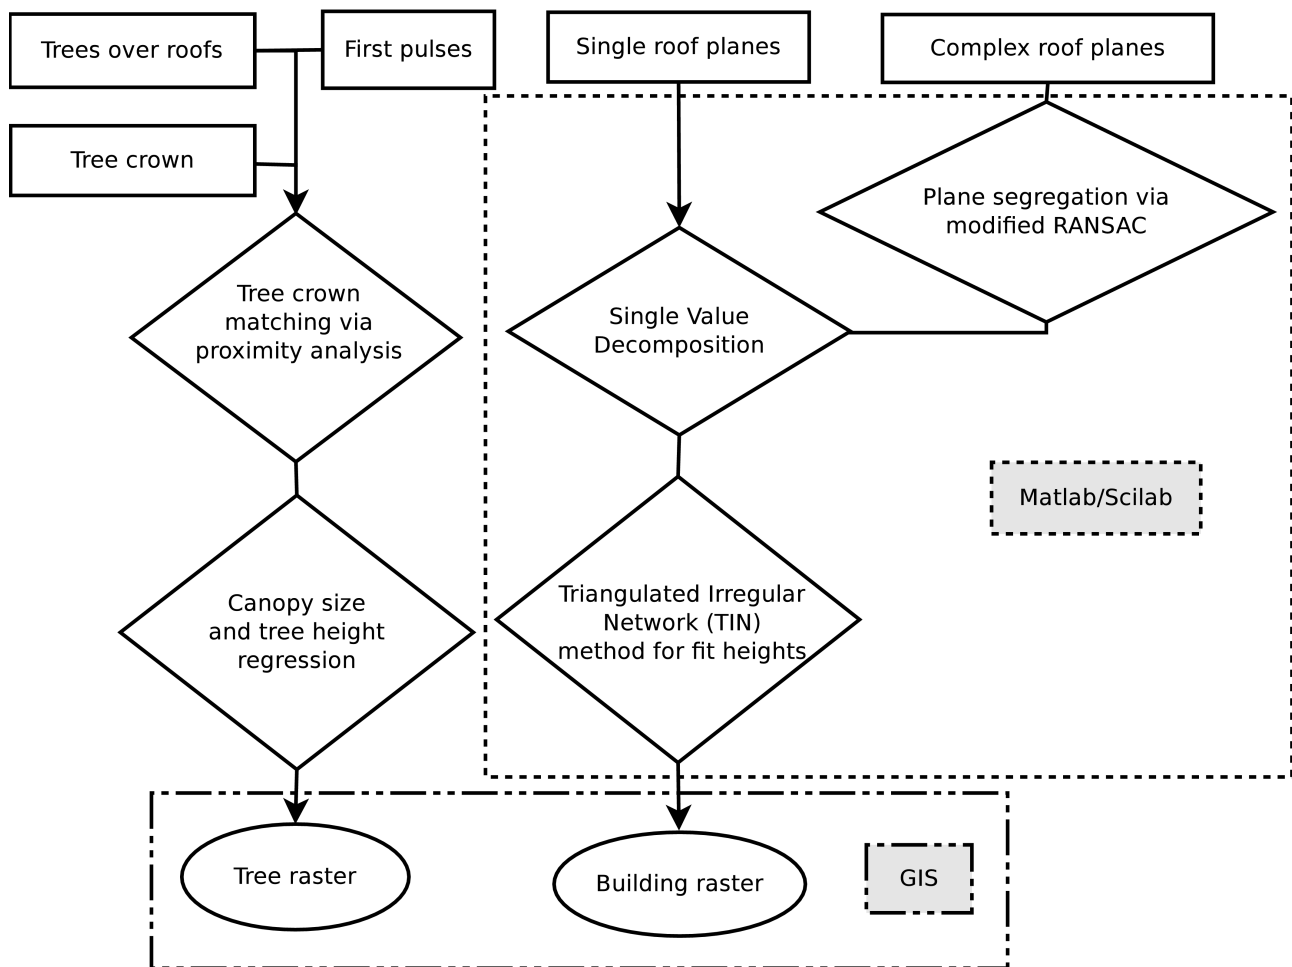 Trees over roofs
First pulses
Single roof planes
Complex roof planes
Tree crown
Plane segregation via
modified RANSAC
Tree crown
matching via
proximity analysis
Single Value
Decomposition
Matlab/Scilab
Canopy size
and tree height
regression
Triangulated Irregular
Network (TIN)
method for fit heights
Tree raster
Building raster
GIS